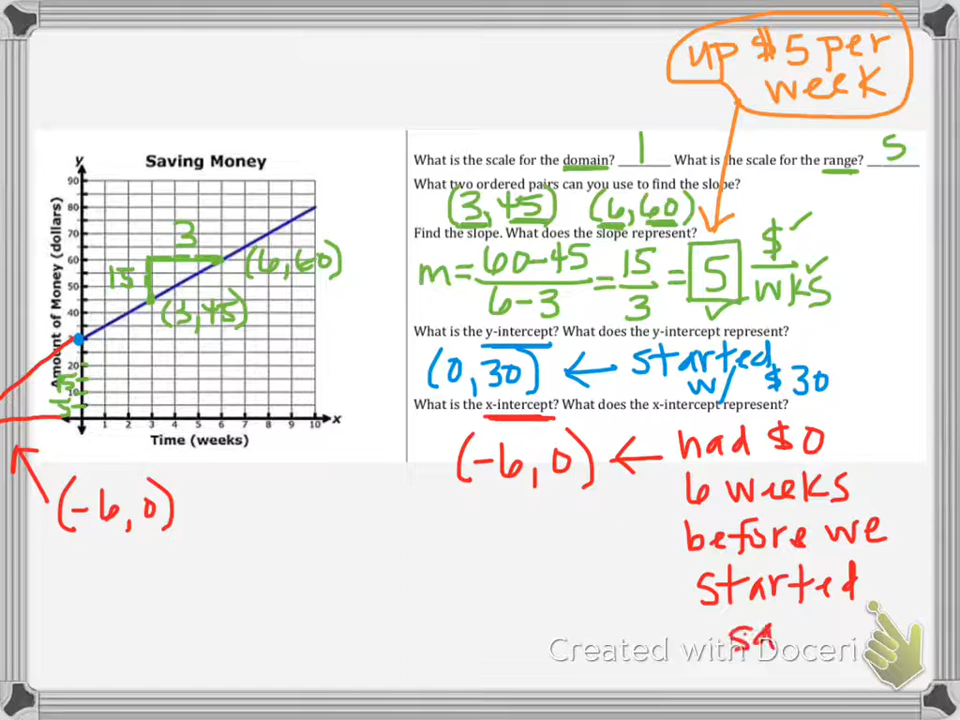 up $5 per
week
Saving Money
y
Amount of Money (dollars)
90
80
70
60
50
40
20
10
15
5
3
15
(6,60)
(3,45)
1 2 3 4 5 6 7 8 9 10
x
Time (weeks)
(-6,0)
What is the scale for the domain? 1 What is the scale for the range? 5
What two ordered pairs can you use to find the slope?
(3,45) (6,60)
Find the slope. What does the slope represent?
m = 60-45 / 6-3 = 15 / 3 = 5 $ / wks
What is the y-intercept? What does the y-intercept represent?
(0,30) ← started
w/ $30
What is the x-intercept? What does the x-intercept represent?
(-6,0) ← had $0
6 weeks
before we
started
sa
Created with Doceri